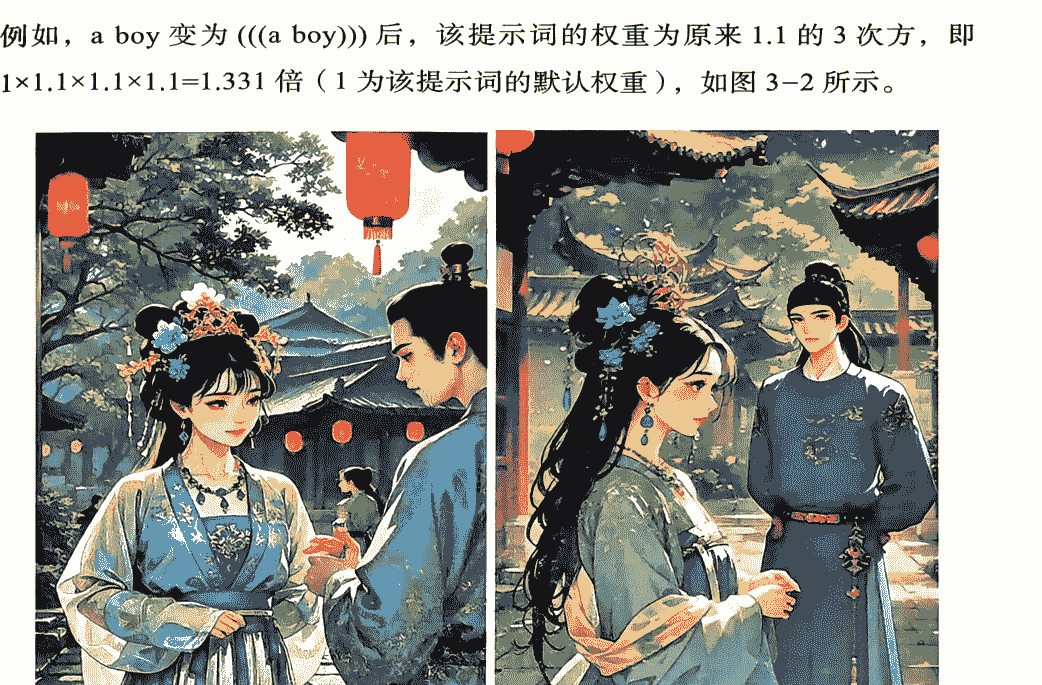 例如，a boy 变为 (((a boy))) 后，该提示词的权重为原来 1.1 的 3 次方，即
1×1.1×1.1×1.1=1.331 倍（1 为该提示词的默认权重），如图 3-2 所示。